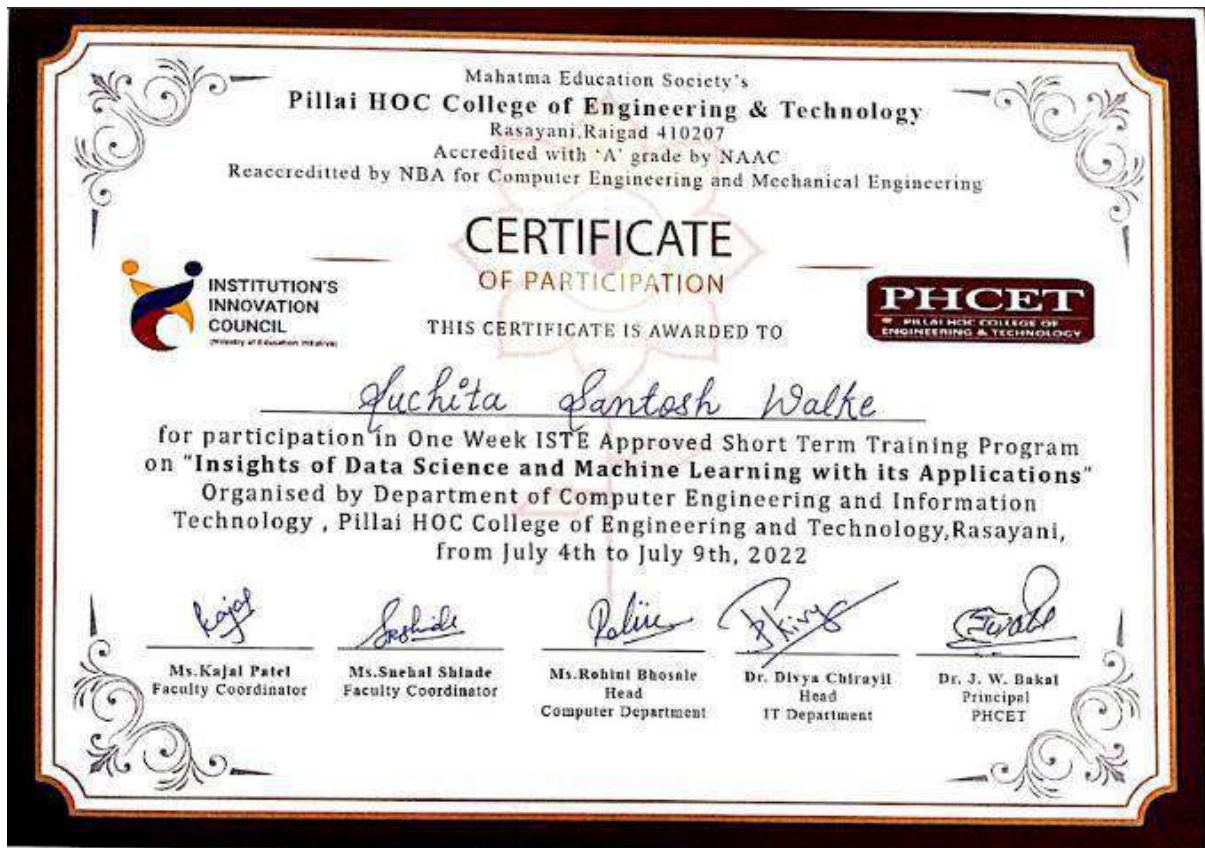 Mahatma Education Society's
Pillai HOC College of Engineering & Technology
Rasayani,Raigad 410207
Accredited with 'A' grade by NAAC
Reaccreditted by NBA for Computer Engineering and Mechanical Engineering
CERTIFICATE
OF PARTICIPATION
INSTITUTION'S
INNOVATION
COUNCIL
(Ministry of Education Initiative)
PHCET
PILLAI HOC COLLEGE OF
ENGINEERING & TECHNOLOGY
THIS CERTIFICATE IS AWARDED TO
Suchita Santosh Walke
for participation in One Week ISTE Approved Short Term Training Program
on "Insights of Data Science and Machine Learning with its Applications"
Organised by Department of Computer Engineering and Information
Technology , Pillai HOC College of Engineering and Technology,Rasayani,
from July 4th to July 9th, 2022
Ms.Kajal Patel
Faculty Coordinator
Ms.Snehal Shinde
Faculty Coordinator
Ms.Rohini Bhosale
Head
Computer Department
Dr. Divya Chirayil
Head
IT Department
Dr. J. W. Bakal
Principal
PHCET